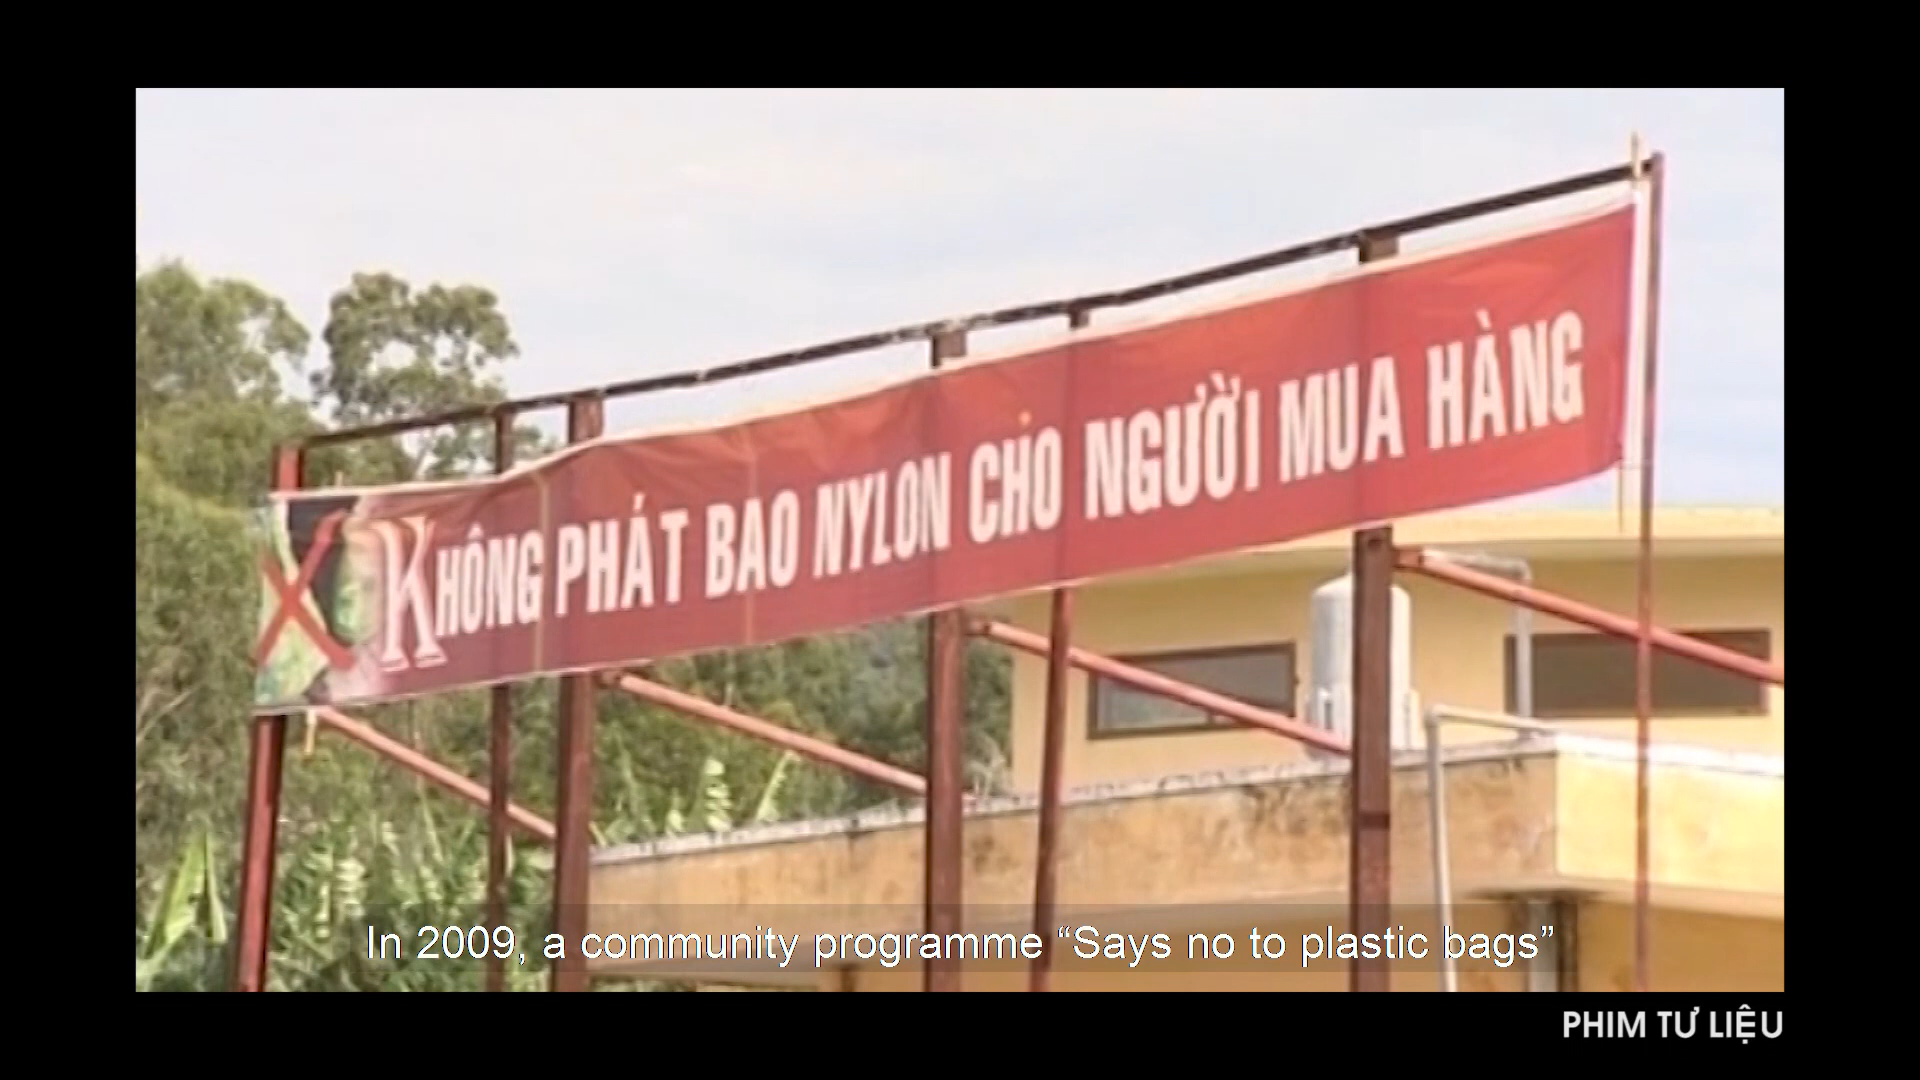 KHÔNG PHÁT BAO NYLON CHO NGƯỜI MUA HÀNG
In 2009, a community programme “Says no to plastic bags”
PHIM TƯ LIỆU